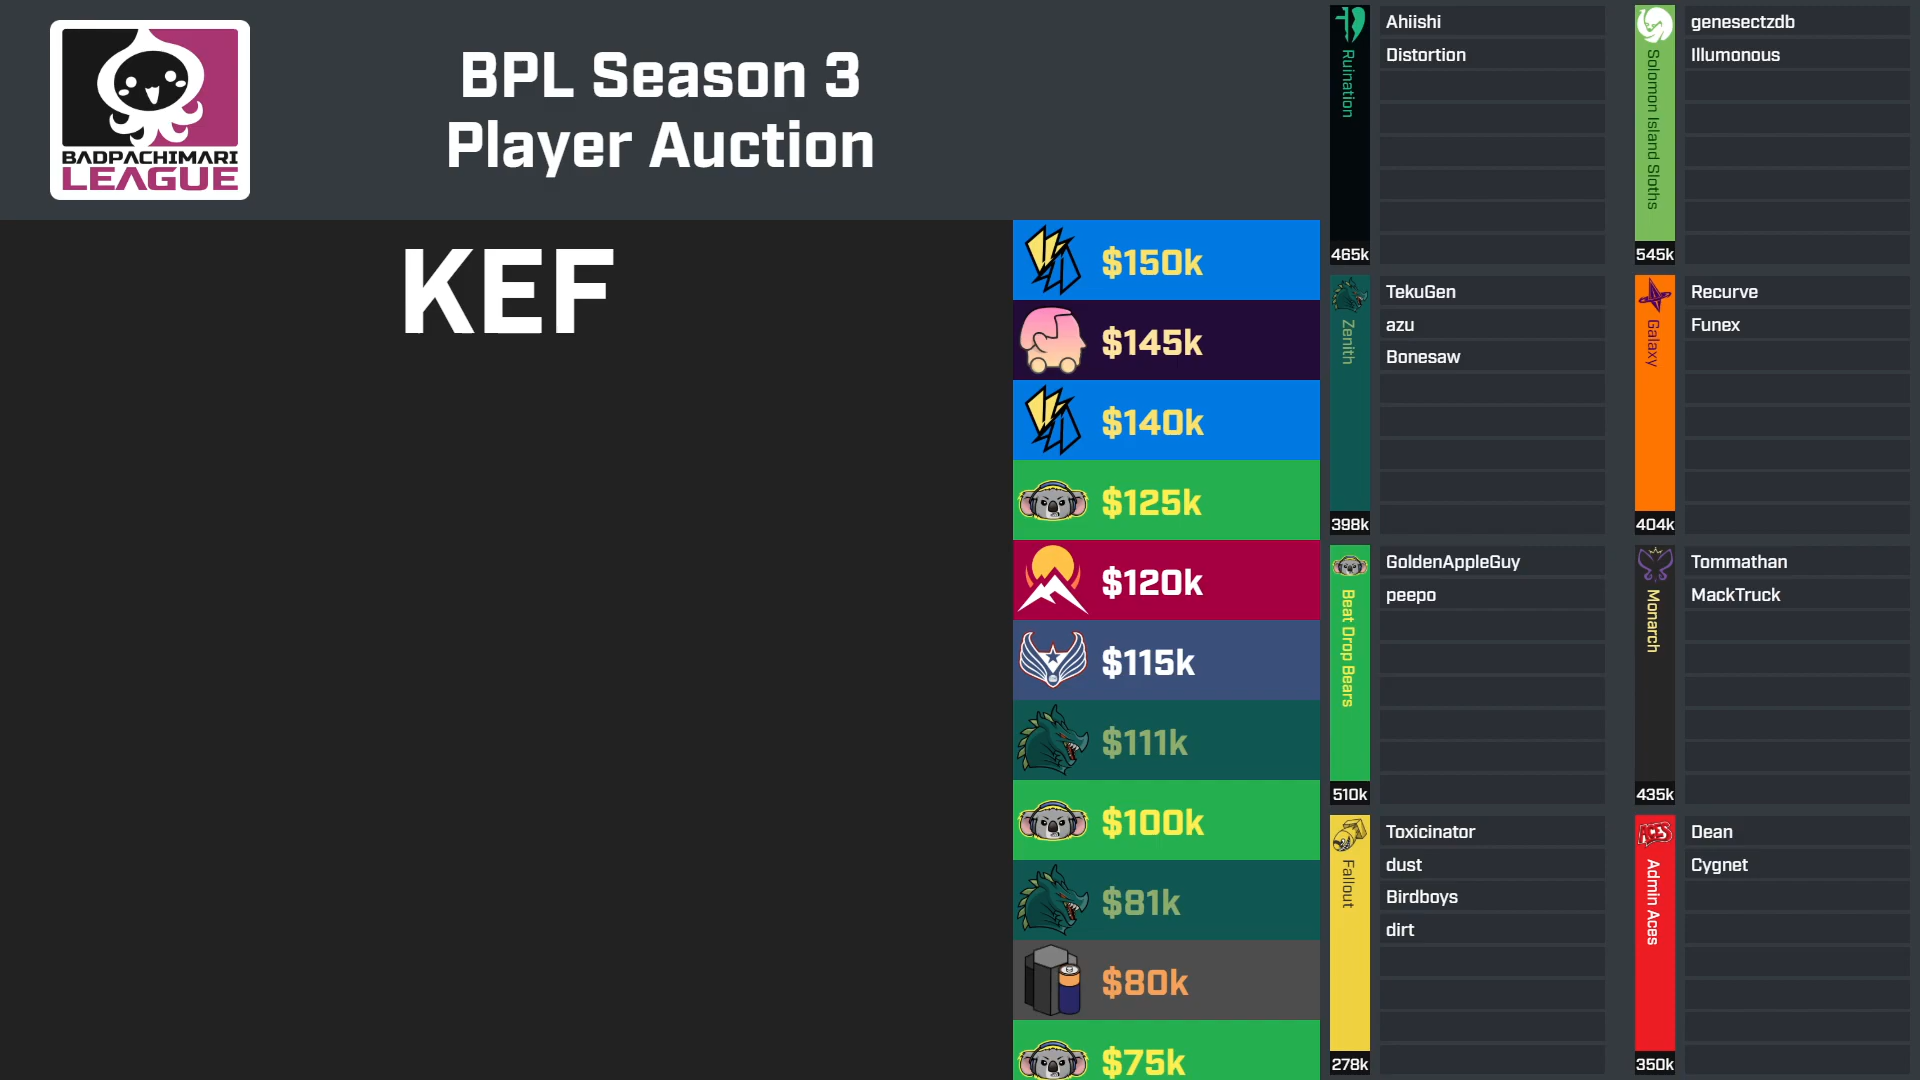 BADPACHIMARI
LEAGUE
BPL Season 3
Player Auction
KEF
$150k
$145k
$140k
$125k
$120k
$115k
$111k
$100k
$81k
$80k
$75k
Ruination
465k
Ahiishi
Distortion
Solomon Island Sloths
545k
genesectzdb
Illumonous
Zenith
398k
TekuGen
azu
Bonesaw
Galaxy
404k
Recurve
Funex
Beat Drop Bears
510k
GoldenAppleGuy
peepo
Monarch
435k
Tommathan
MackTruck
Fallout
278k
Toxicinator
dust
Birdboys
dirt
ACES
Admin Aces
350k
Dean
Cygnet